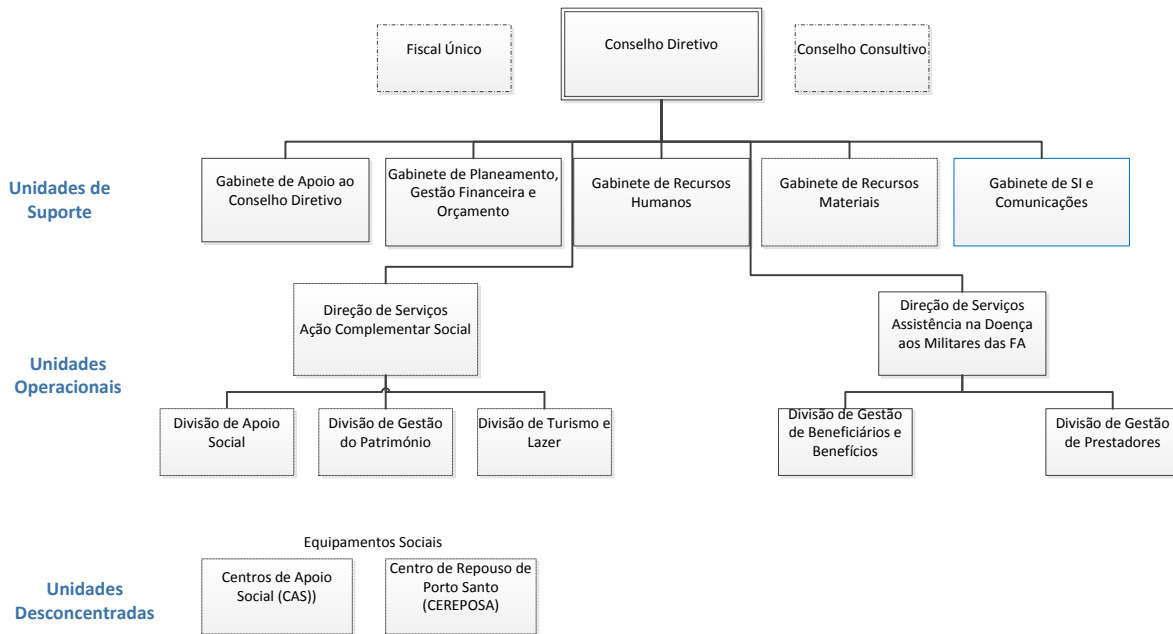 Fiscal Único
Conselho Diretivo
Conselho Consultivo
Unidades de
Suporte
Gabinete de Apoio ao
Conselho Diretivo
Gabinete de Planeamento,
Gestão Financeira e
Orçamento
Gabinete de Recursos
Humanos
Gabinete de Recursos
Materiais
Gabinete de SI e
Comunicações
Unidades
Operacionais
Direção de Serviços
Ação Complementar Social
Direção de Serviços
Assistência na Doença
aos Militares das FA
Divisão de Apoio
Social
Divisão de Gestão
do Património
Divisão de Turismo e
Lazer
Divisão de Gestão
de Beneficiários e
Benefícios
Divisão de Gestão
de Prestadores
Equipamentos Sociais
Unidades
Desconcentradas
Centros de Apoio
Social (CAS))
Centro de Repouso de
Porto Santo
(CEREPOSA)